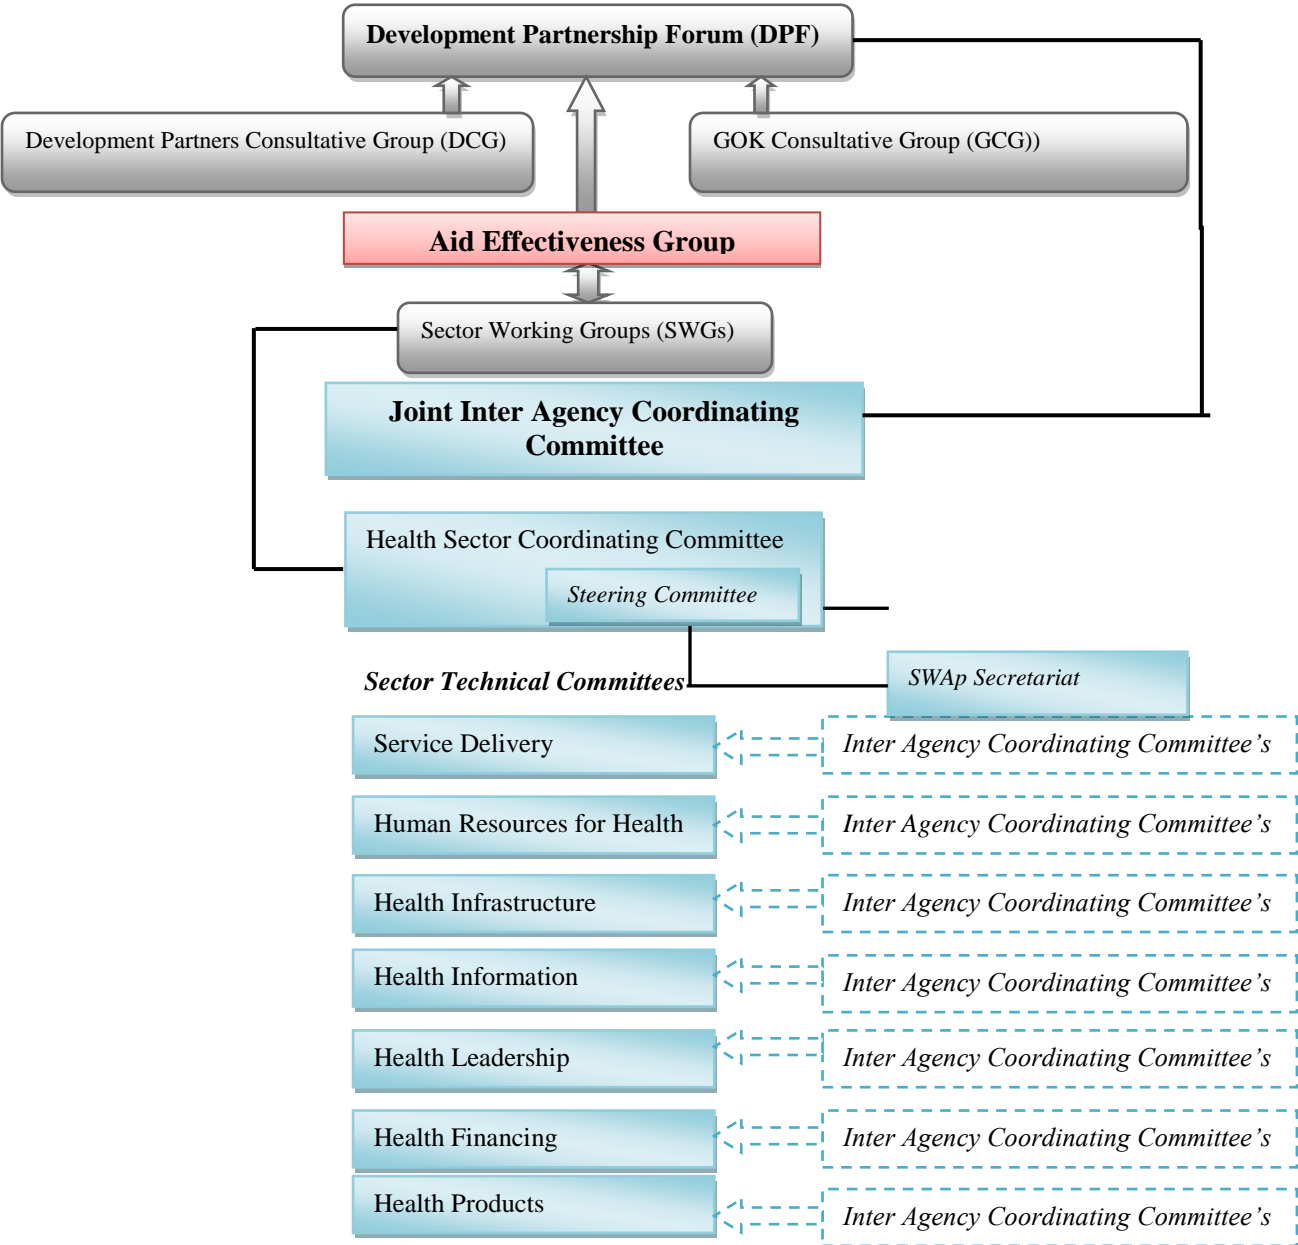 Development Partnership Forum (DPF)
Development Partners Consultative Group (DCG)
GOK Consultative Group (GCG))
Aid Effectiveness Group
Sector Working Groups (SWGs)
Joint Inter Agency Coordinating
Committee
Health Sector Coordinating Committee
Steering Committee
Sector Technical Committees
SWAp Secretariat
Service Delivery
Inter Agency Coordinating Committee’s
Human Resources for Health
Inter Agency Coordinating Committee’s
Health Infrastructure
Inter Agency Coordinating Committee’s
Health Information
Inter Agency Coordinating Committee’s
Health Leadership
Inter Agency Coordinating Committee’s
Health Financing
Inter Agency Coordinating Committee’s
Health Products
Inter Agency Coordinating Committee’s